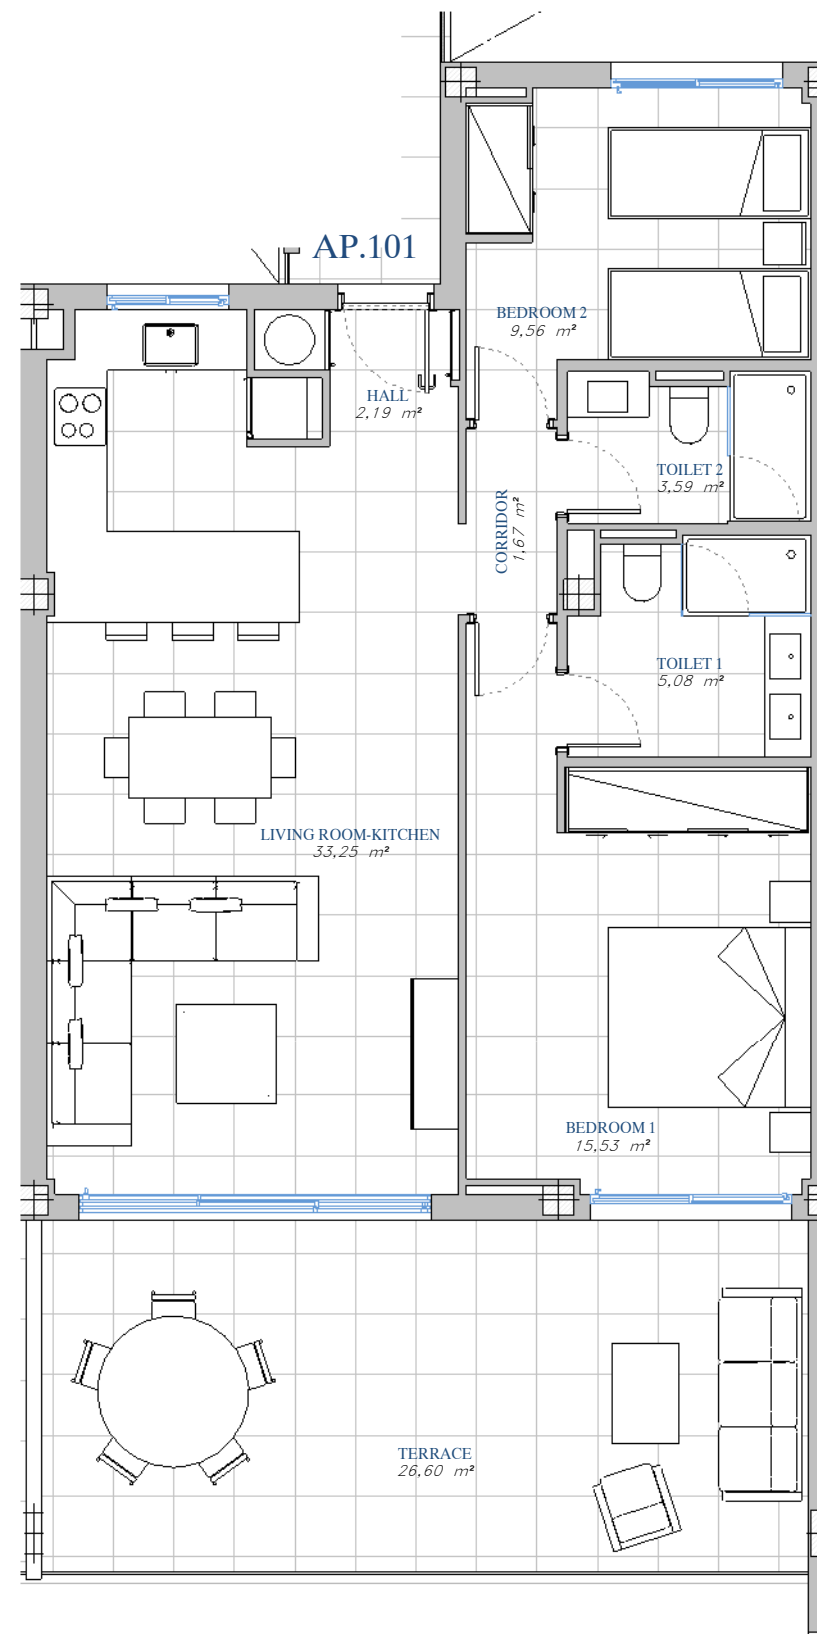 AP.101
BEDROOM 2
9,56 m²
HALL
2,19 m²
TOILET 2
3,59 m²
CORRIDOR
1,67 m²
TOILET 1
5,08 m²
LIVING ROOM-KITCHEN
33,25 m²
BEDROOM 1
15,53 m²
TERRACE
26,60 m²